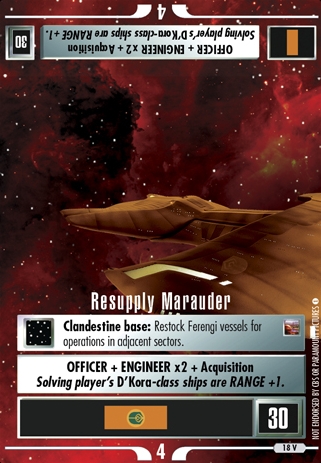 4
30
OFFICER + ENGINEER x2 + Acquisition
Solving player's D'Kora-class ships are RANGE +1.
Resupply Marauder
Clandestine base: Restock Ferengi vessels for
operations in adjacent sectors.
OFFICER + ENGINEER x2 + Acquisition
Solving player's D'Kora-class ships are RANGE +1.
30
4
18 V
NOT ENDORSED BY CBS OR PARAMOUNT PICTURES